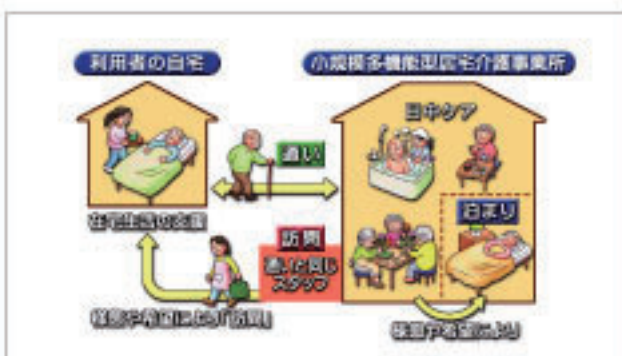 利用者の自宅
小規模多機能型居宅介護事業所
日中ケア
通い
泊まり
在宅生活の支援
訪問
通いと同じ
スタッフ
様態や希望により「訪問」
様態や希望により